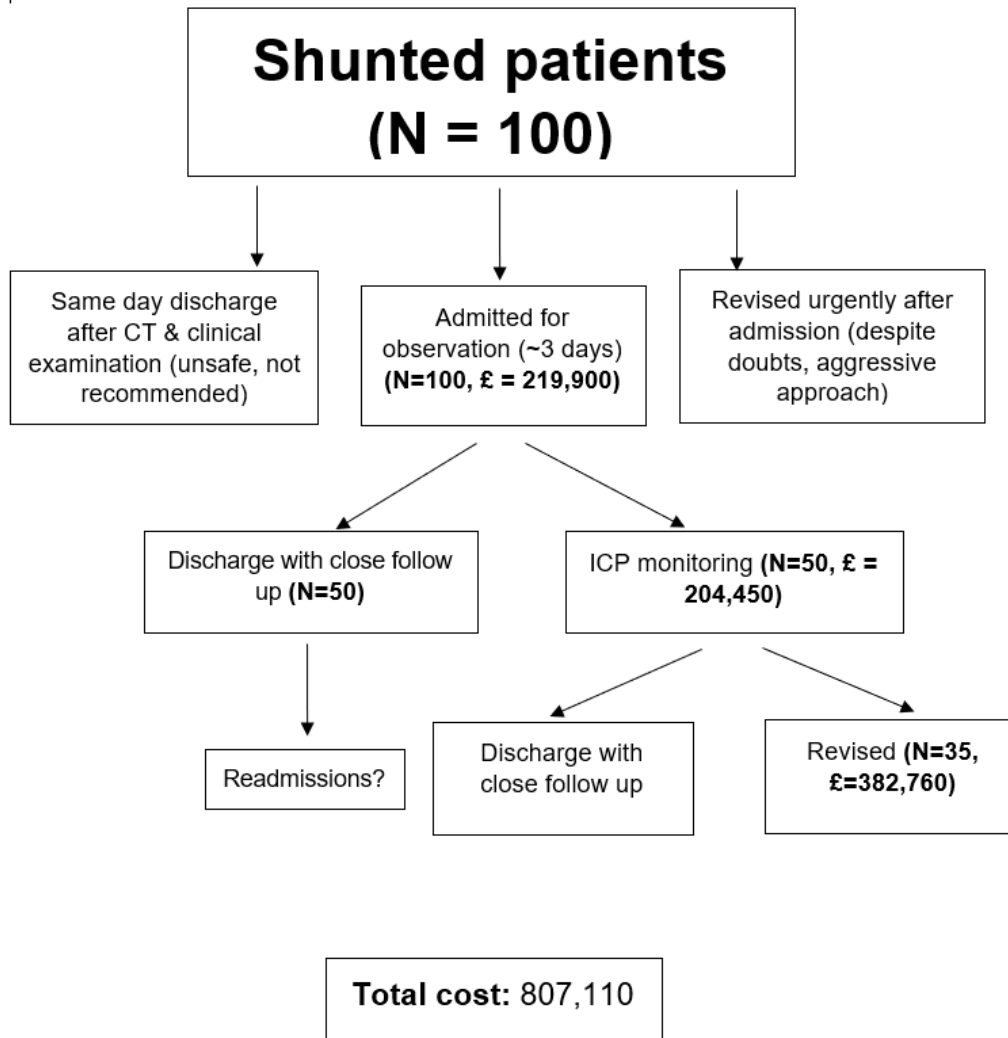 Shunted patients
(N = 100)
Same day discharge
after CT & clinical
examination (unsafe, not
recommended)
Admitted for
observation (~3 days)
(N=100, £ = 219,900)
Revised urgently after
admission (despite
doubts, aggressive
approach)
Discharge with close follow
up (N=50)
ICP monitoring (N=50, £ =
204,450)
Readmissions?
Discharge with
close follow up
Revised (N=35,
£=382,760)
Total cost: 807,110